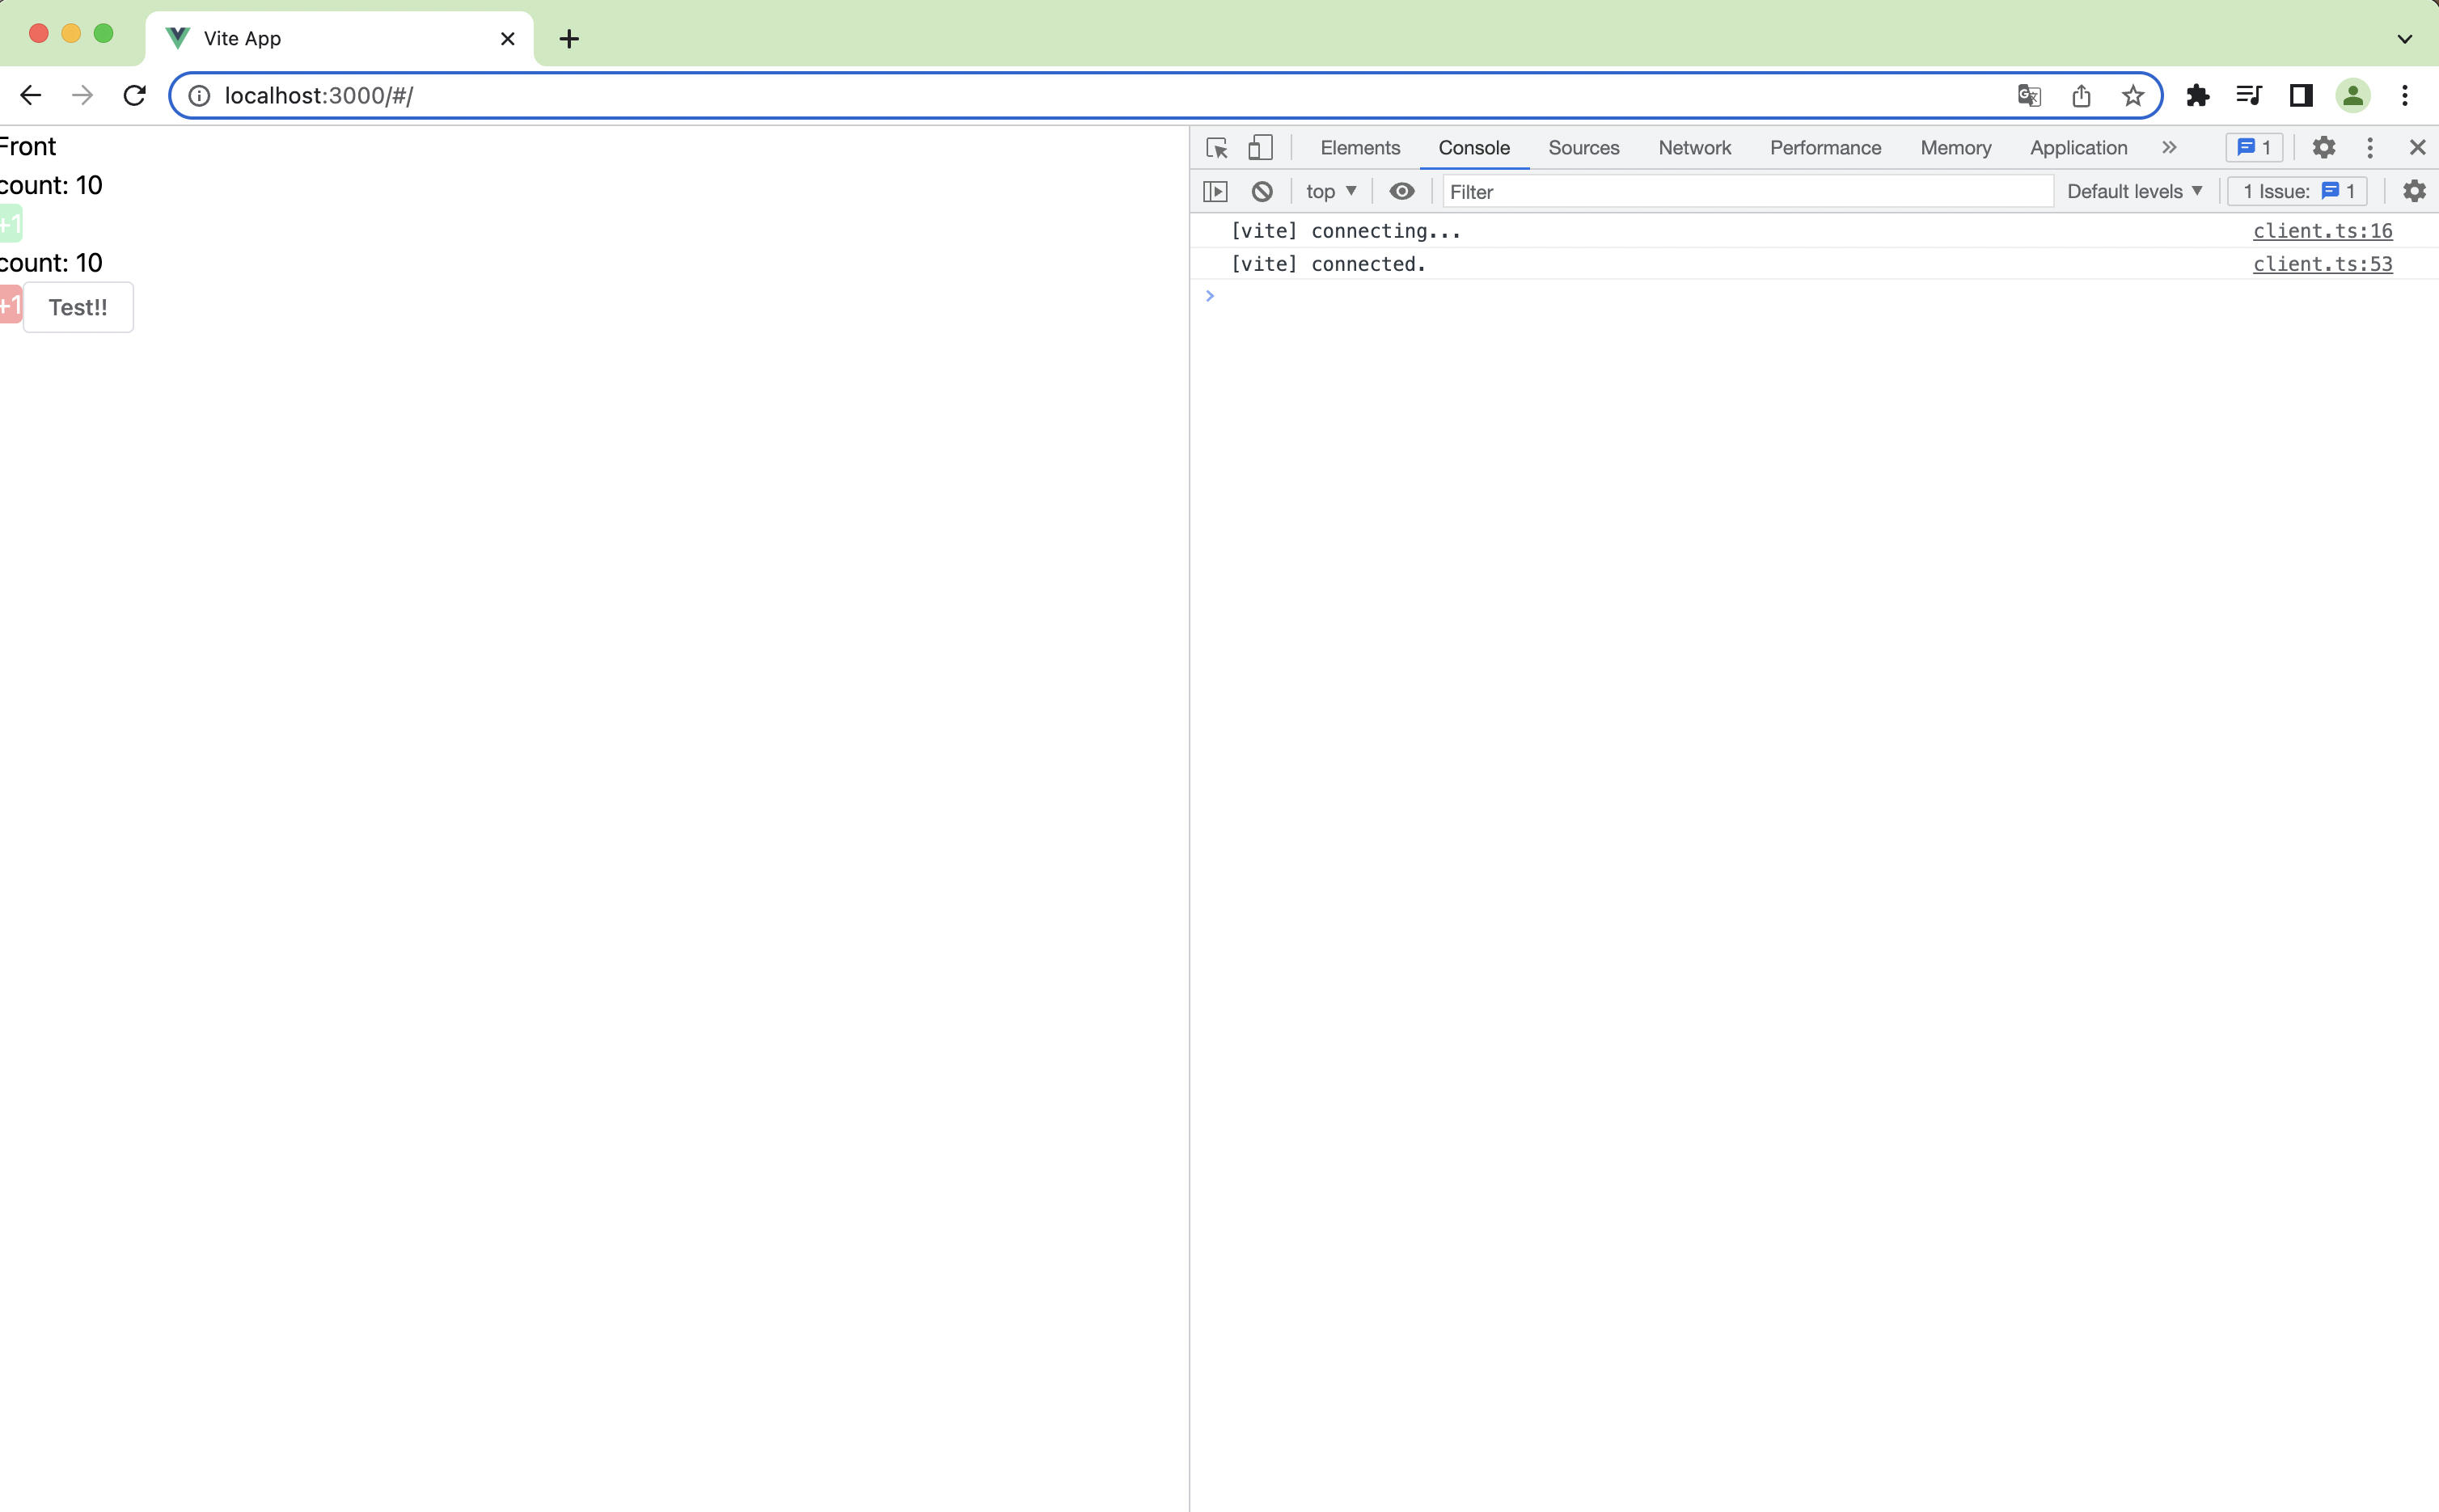 Vite App
localhost:3000/#/
Front
count: 10
+1
count: 10
+1 Test!!
Elements Console Sources Network Performance Memory Application 1
top Filter Default levels 1 Issue: 1
[vite] connecting... client.ts:16
[vite] connected. client.ts:53